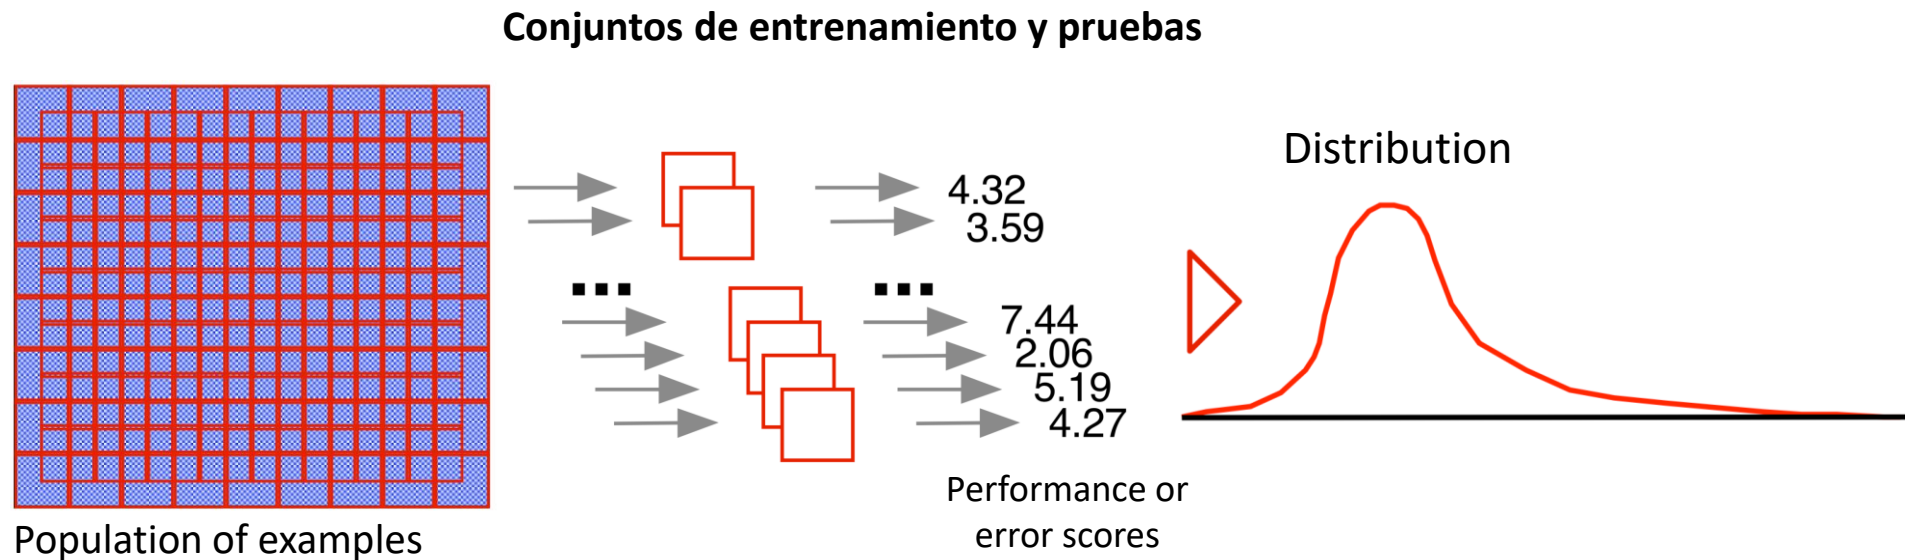 Conjuntos de entrenamiento y pruebas
Distribution
4.32
3.59
7.44
2.06
5.19
4.27
Performance or
error scores
Population of examples